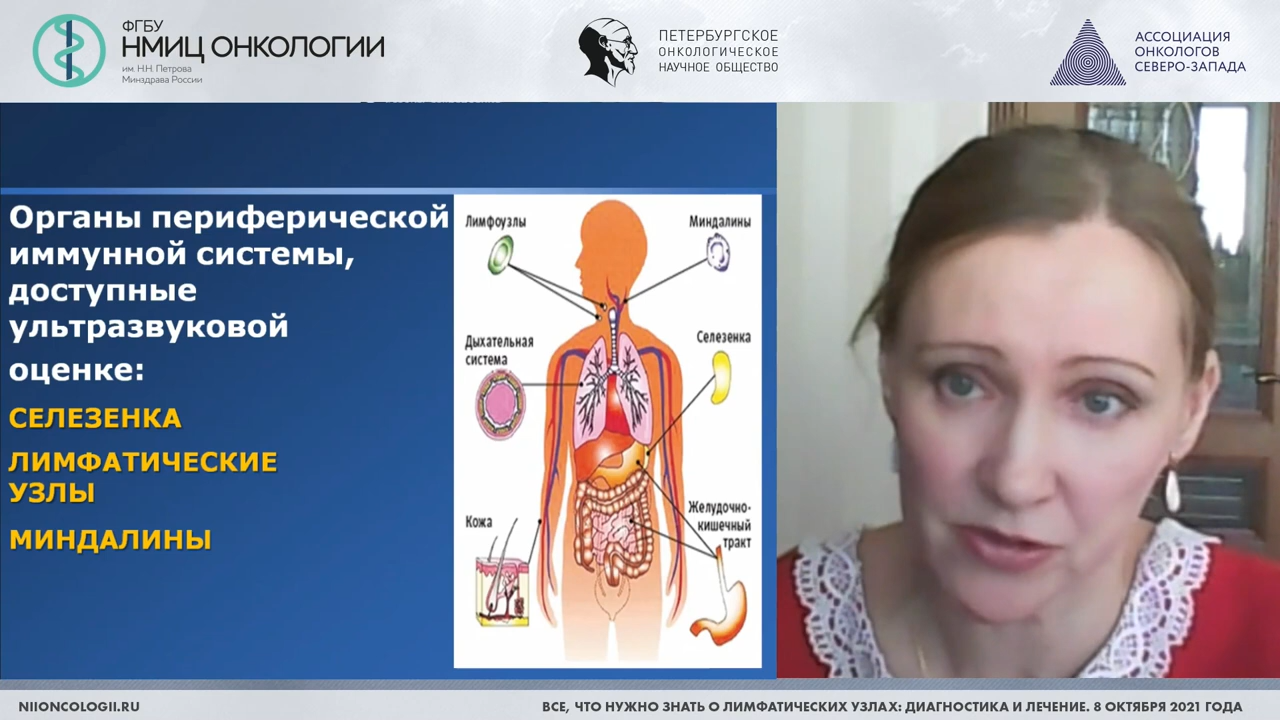 ФГБУ
НМИЦ ОНКОЛОГИИ
им. Н.Н. Петрова
Минздрава России
ПЕТЕРБУРГСКОЕ
ОНКОЛОГИЧЕСКОЕ
НАУЧНОЕ ОБЩЕСТВО
АССОЦИАЦИЯ
ОНКОЛОГОВ
СЕВЕРО-ЗАПАДА
Органы периферической
иммунной системы,
доступные
ультразвуковой
оценке:
СЕЛЕЗЕНКА
ЛИМФАТИЧЕСКИЕ
УЗЛЫ
МИНДАЛИНЫ
Лимфоузлы
Миндалины
Дыхательная
система
Селезенка
Кожа
Желудочно-
кишечный
тракт
NIIONCOLOGII.RU
ВСЕ, ЧТО НУЖНО ЗНАТЬ О ЛИМФАТИЧЕСКИХ УЗЛАХ: ДИАГНОСТИКА И ЛЕЧЕНИЕ. 8 ОКТЯБРЯ 2021 ГОДА